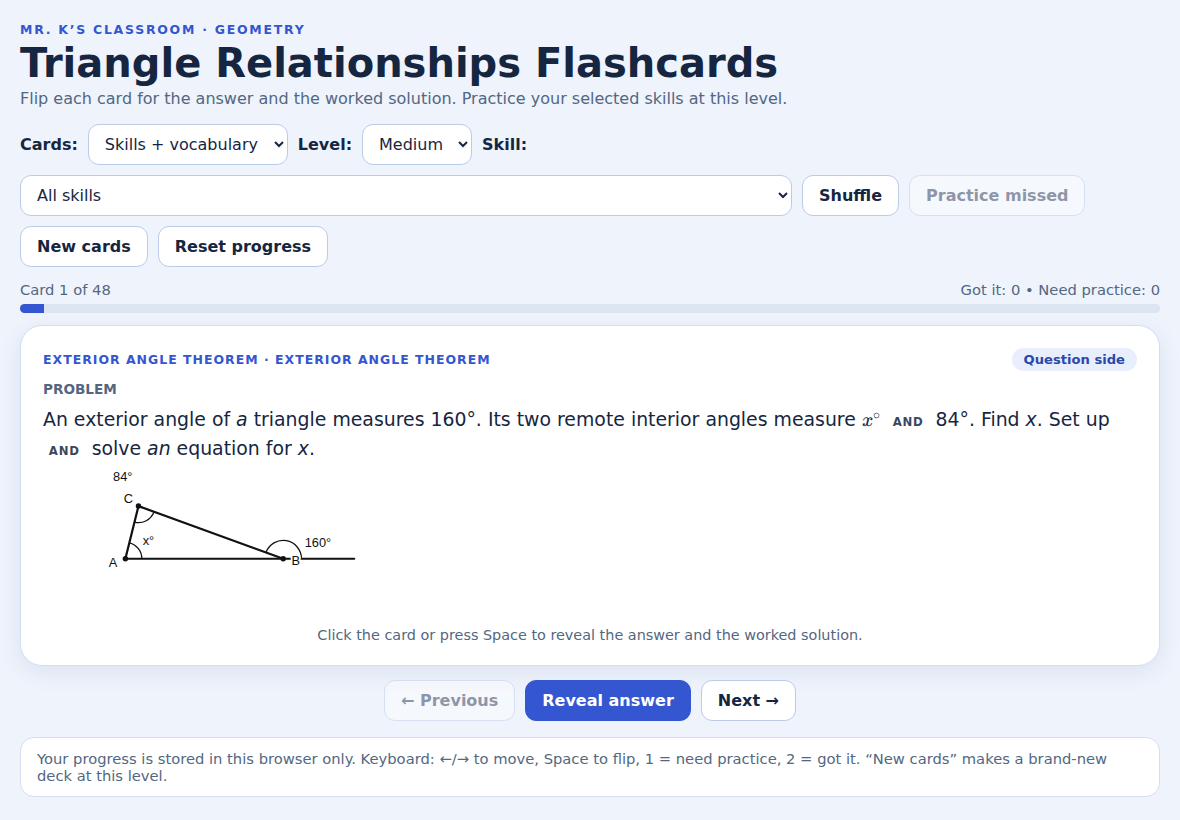 MR. K’S CLASSROOM · GEOMETRY
Triangle Relationships Flashcards
Flip each card for the answer and the worked solution. Practice your selected skills at this level.
Cards: Skills + vocabulary Level: Medium Skill:
All skills Shuffle Practice missed
New cards Reset progress
Card 1 of 48 Got it: 0 • Need practice: 0
EXTERIOR ANGLE THEOREM · EXTERIOR ANGLE THEOREM Question side
PROBLEM
An exterior angle of a triangle measures 160°. Its two remote interior angles measure x° AND 84°. Find x. Set up
AND solve an equation for x.
84°
C
x° 160°
A B
Click the card or press Space to reveal the answer and the worked solution.
← Previous Reveal answer Next →
Your progress is stored in this browser only. Keyboard: ←/→ to move, Space to flip, 1 = need practice, 2 = got it. “New cards” makes a brand-new
deck at this level.